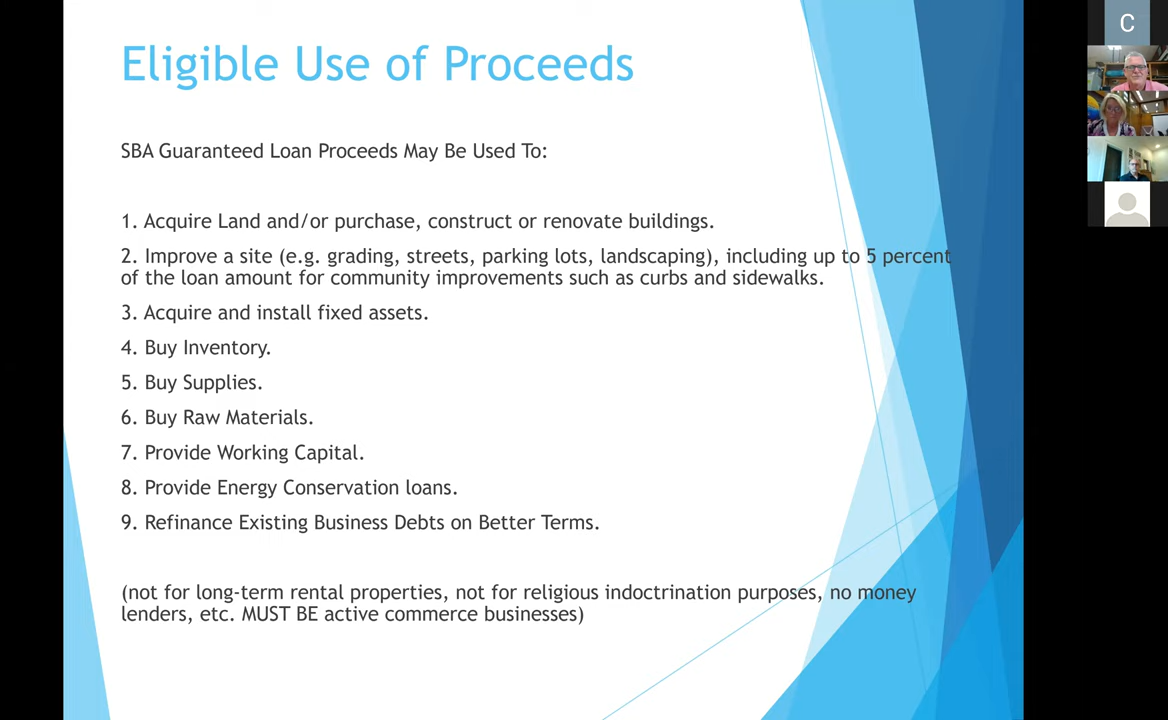 Eligible Use of Proceeds
SBA Guaranteed Loan Proceeds May Be Used To:
1. Acquire Land and/or purchase, construct or renovate buildings.
2. Improve a site (e.g. grading, streets, parking lots, landscaping), including up to 5 percent
of the loan amount for community improvements such as curbs and sidewalks.
3. Acquire and install fixed assets.
4. Buy Inventory.
5. Buy Supplies.
6. Buy Raw Materials.
7. Provide Working Capital.
8. Provide Energy Conservation loans.
9. Refinance Existing Business Debts on Better Terms.
(not for long-term rental properties, not for religious indoctrination purposes, no money
lenders, etc. MUST BE active commerce businesses)
C